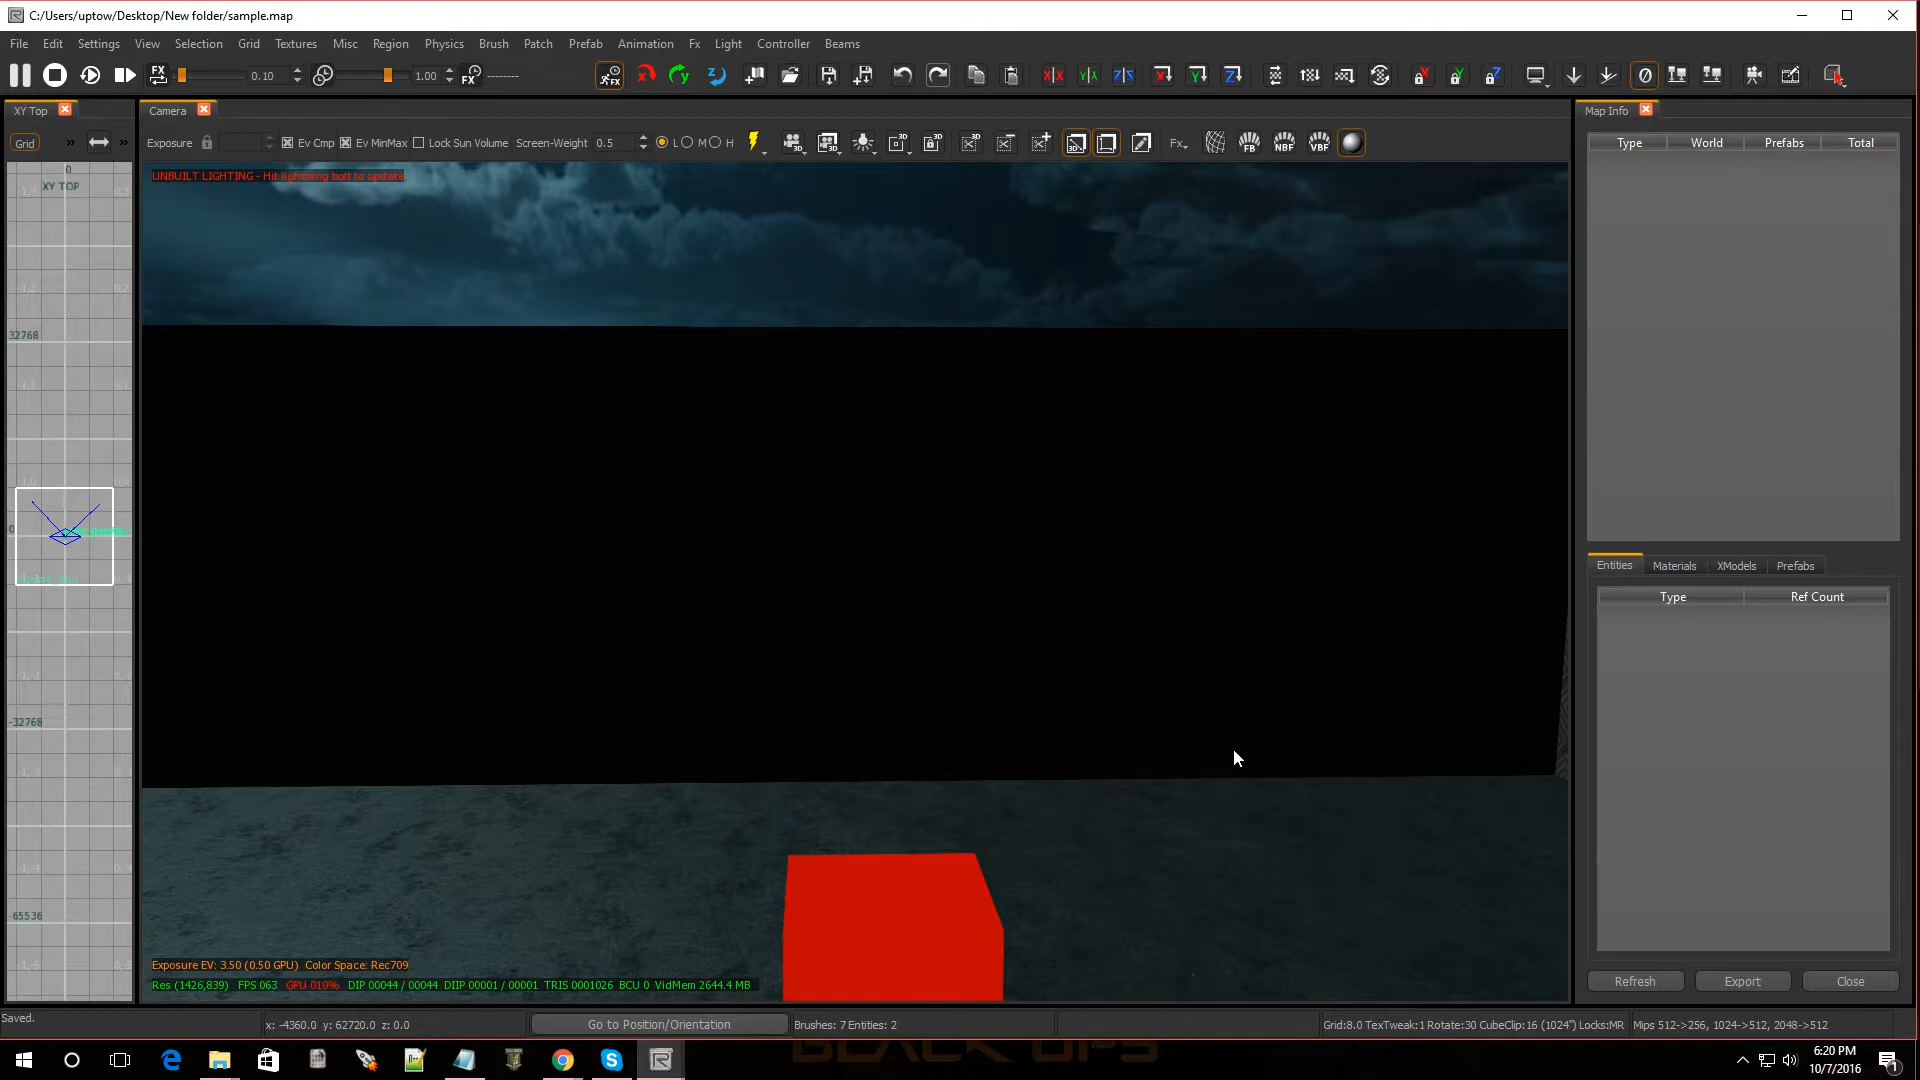 C:/Users/uptow/Desktop/New folder/sample.map
File Edit Settings View Selection Grid Textures Misc Region Physics Brush Patch Prefab Animation Fx Light Controller Beams
FX 0.10 1.00 FX --------
XY Top Camera Map Info
Grid » » Exposure Ev Cmp Ev MinMax Lock Sun Volume Screen-Weight 0.5 L M H Fx FB NBF VBF
Type World Prefabs Total
0
XY TOP
UNBUILT LIGHTING - Hit lightning bolt to update
32768
0
-32768
-65536
Entities Materials XModels Prefabs
Type Ref Count
Exposure EV: 3.50 (0.50 GPU) Color Space: Rec709
Res (1426,839) FPS 063 GPU 010% DIP 00044 / 00044 DIIP 00001 / 00001 TRIS 0001026 BCU 0 VidMem 2644.4 MB
Refresh Export Close
Saved. x: -4360.0 y: 62720.0 z: 0.0 Go to Position/Orientation Brushes: 7 Entities: 2 Grid:8.0 TexTweak:1 Rotate:30 CubeClip:16 (1024") Locks:MR Mips 512->256, 1024->512, 2048->512
BLACK OPS
6:20 PM
10/7/2016
1